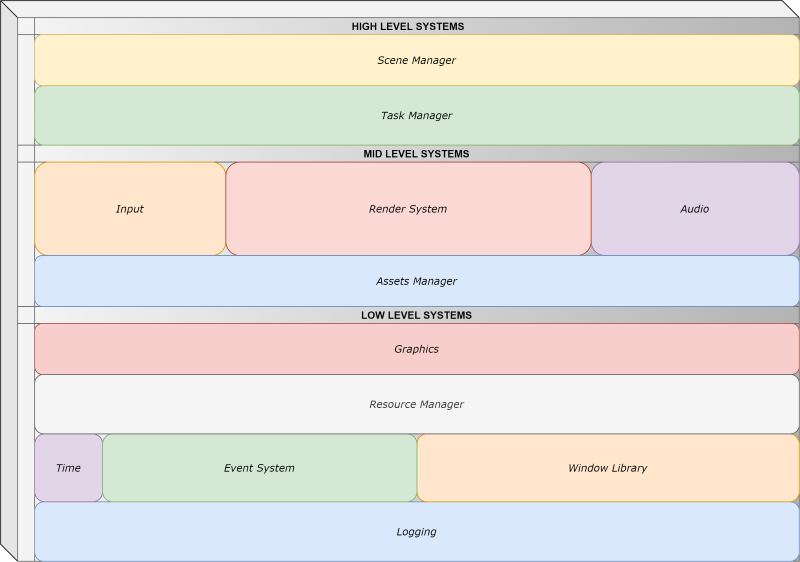 HIGH LEVEL SYSTEMS
Scene Manager
Task Manager
MID LEVEL SYSTEMS
Input
Render System
Audio
Assets Manager
LOW LEVEL SYSTEMS
Graphics
Resource Manager
Time
Event System
Window Library
Logging